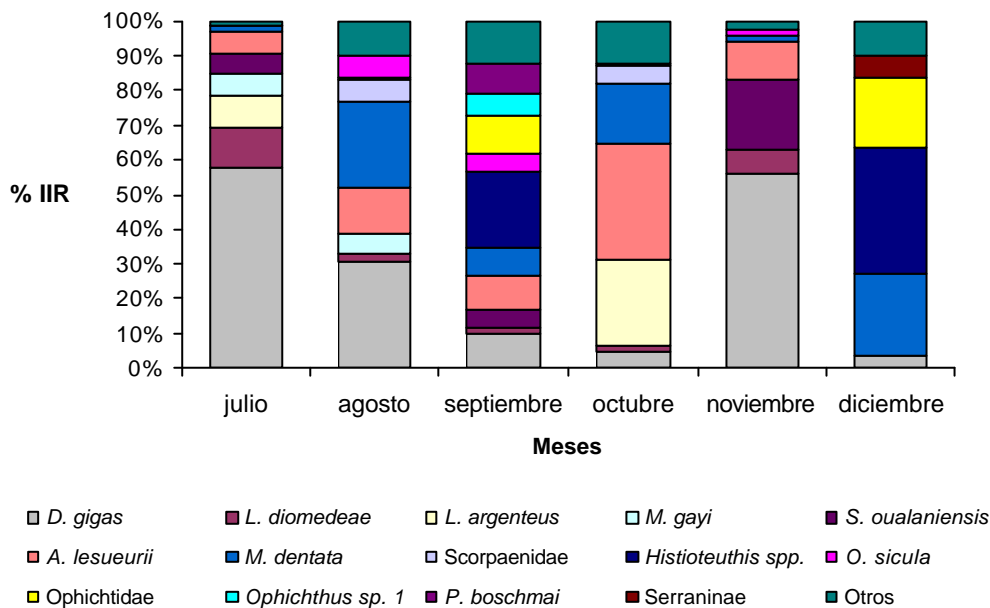 100%
90%
80%
70%
60%
50%
40%
30%
20%
10%
0%
% IIR
julio agosto septiembre octubre noviembre diciembre
Meses
D. gigas L. diomedeae L. argenteus M. gayi S. oualaniensis
A. lesueurii M. dentata Scorpaenidae Histioteuthis spp. O. sicula
Ophichtidae Ophichthus sp. 1 P. boschmai Serraninae Otros